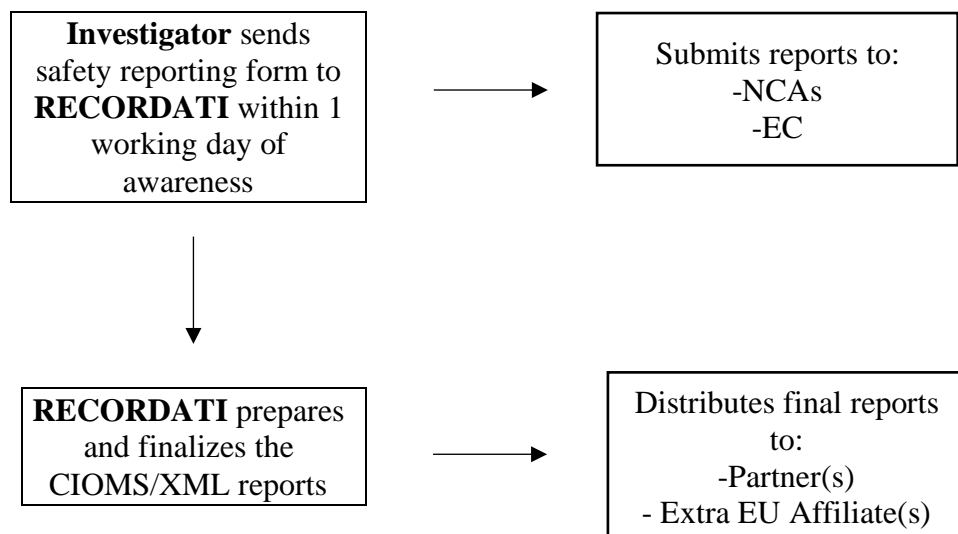 Investigator sends
safety reporting form to
RECORDATI within 1
working day of
awareness
Submits reports to:
-NCAs
-EC
RECORDATI prepares
and finalizes the
CIOMS/XML reports
Distributes final reports
to:
-Partner(s)
- Extra EU Affiliate(s)